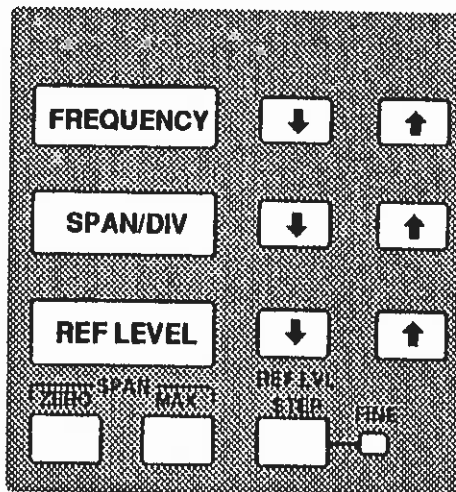 FREQUENCY
SPAN/DIV
REF LEVEL
SPAN
ZERO MAX
REF LVL
STEP
FINE